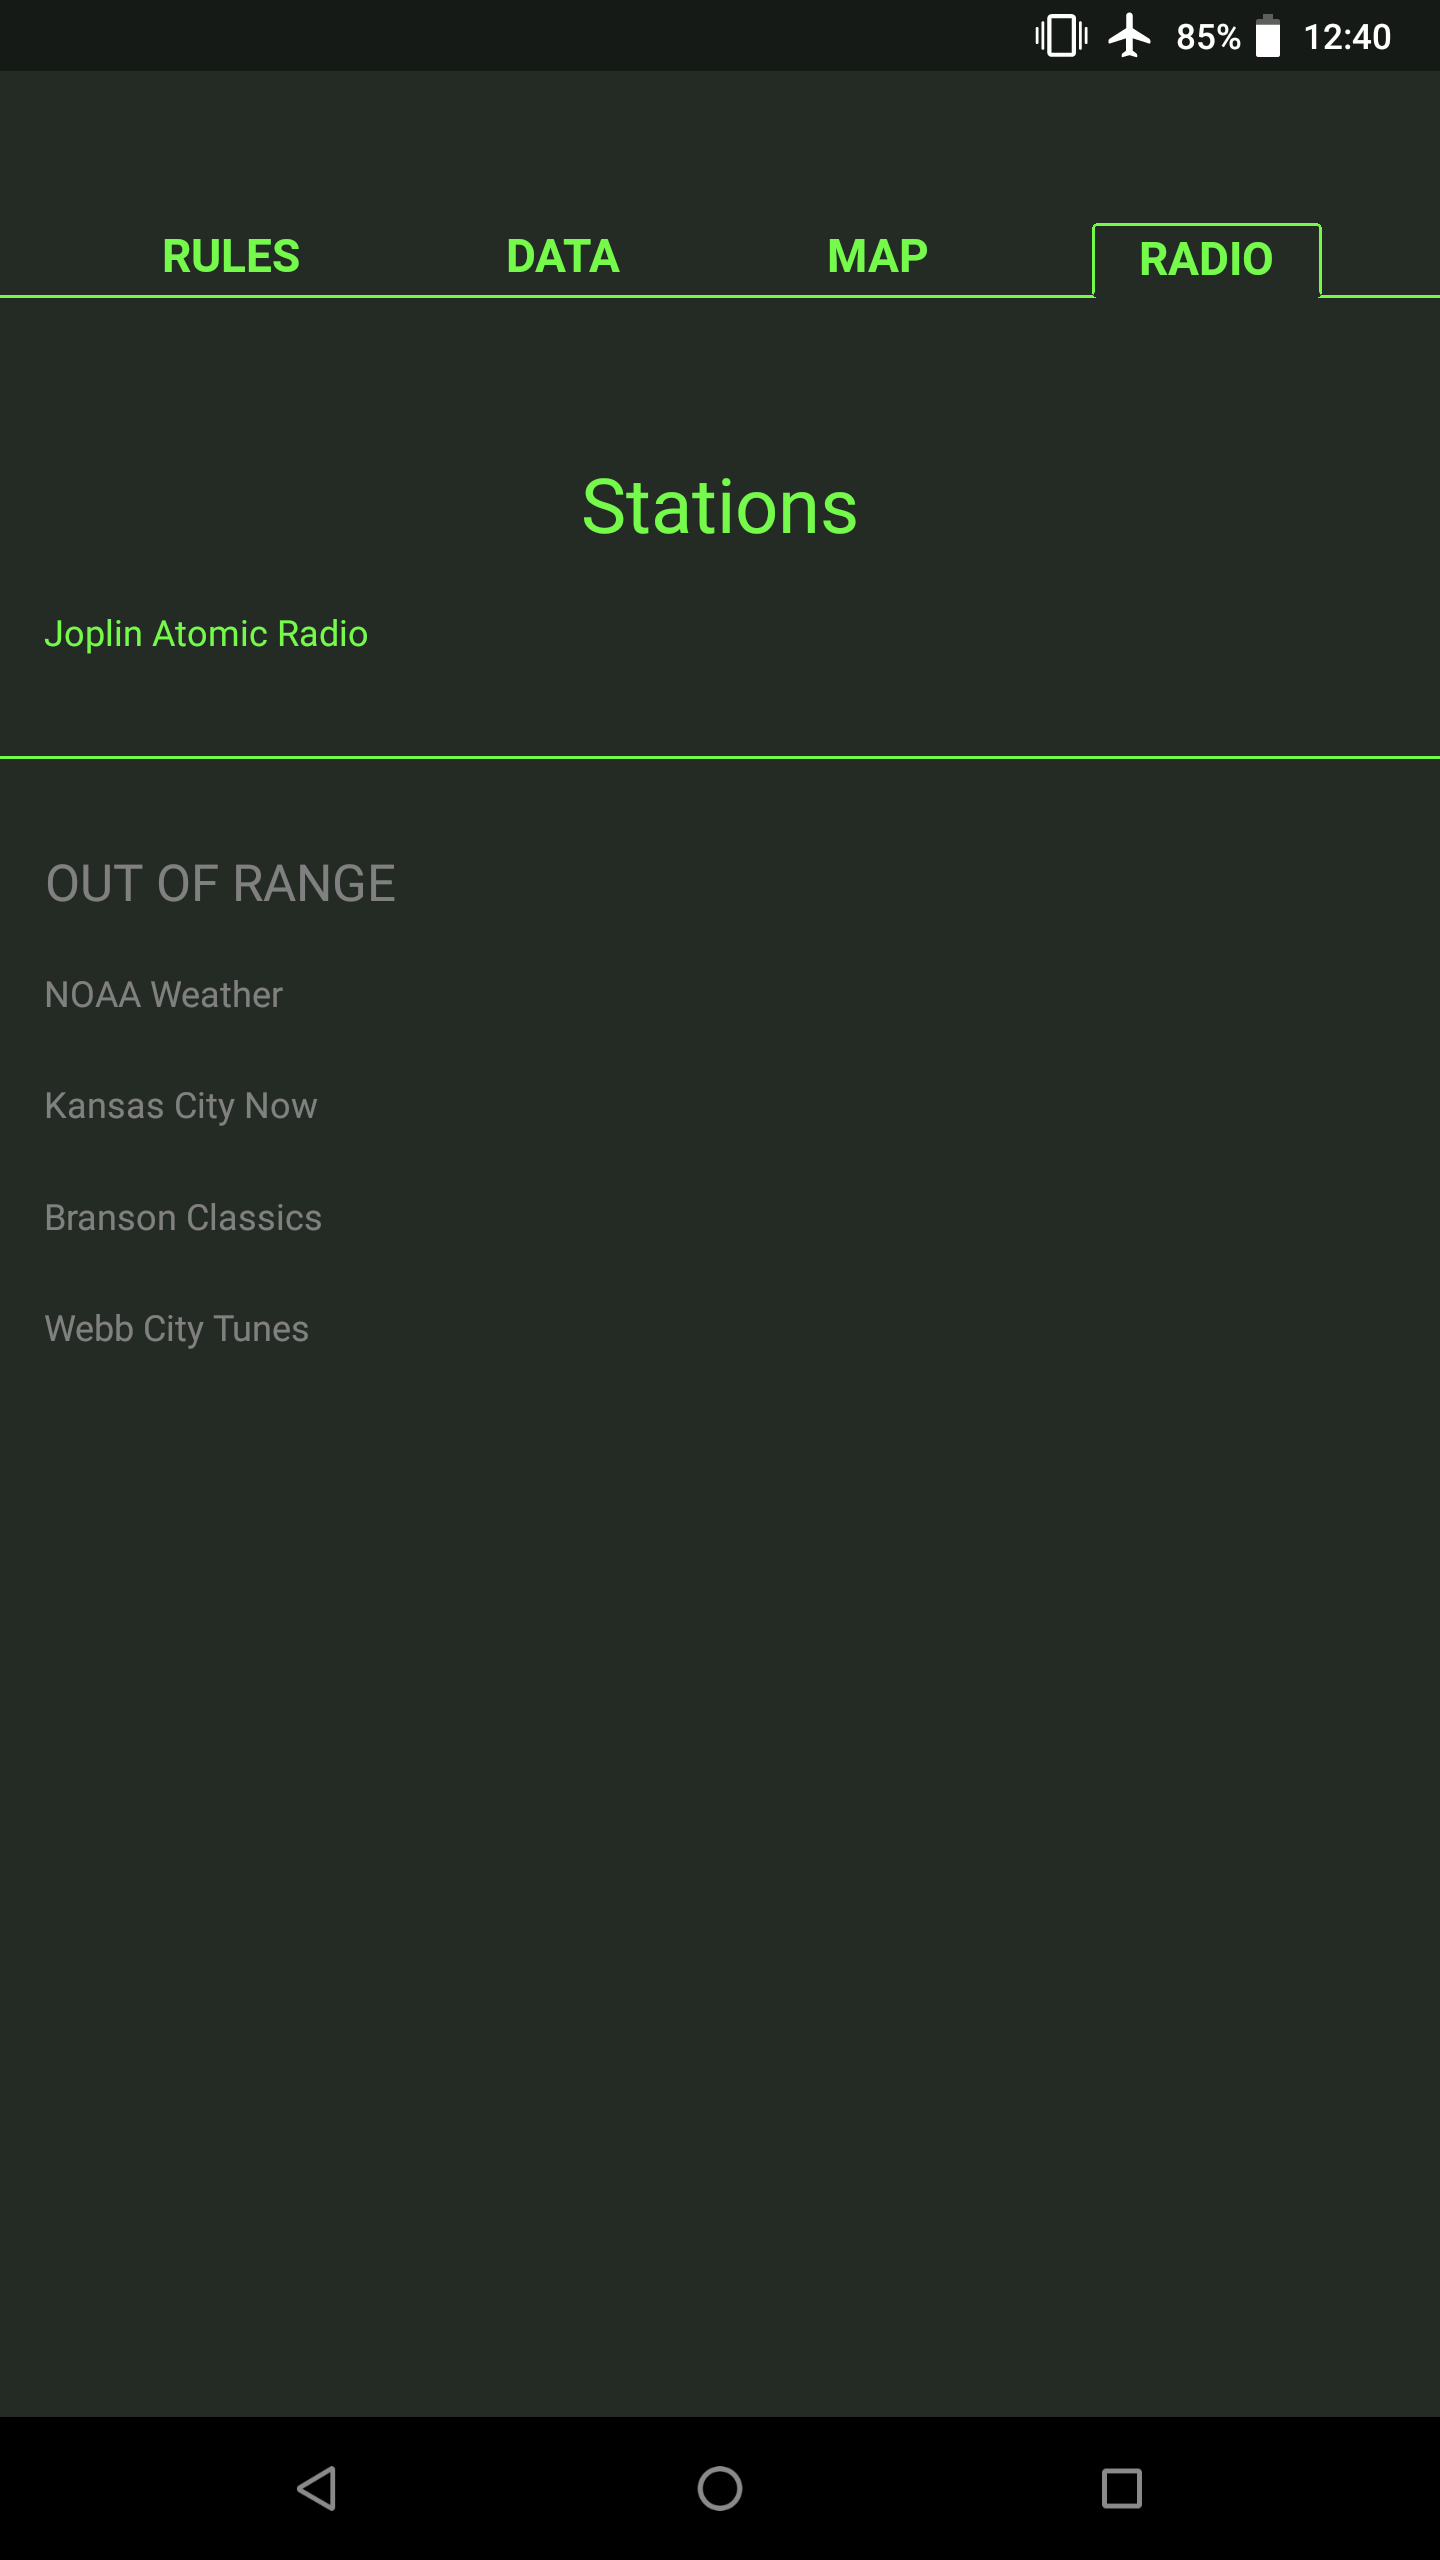 85% 12:40
RULES DATA MAP RADIO
Stations
Joplin Atomic Radio
OUT OF RANGE
NOAA Weather
Kansas City Now
Branson Classics
Webb City Tunes